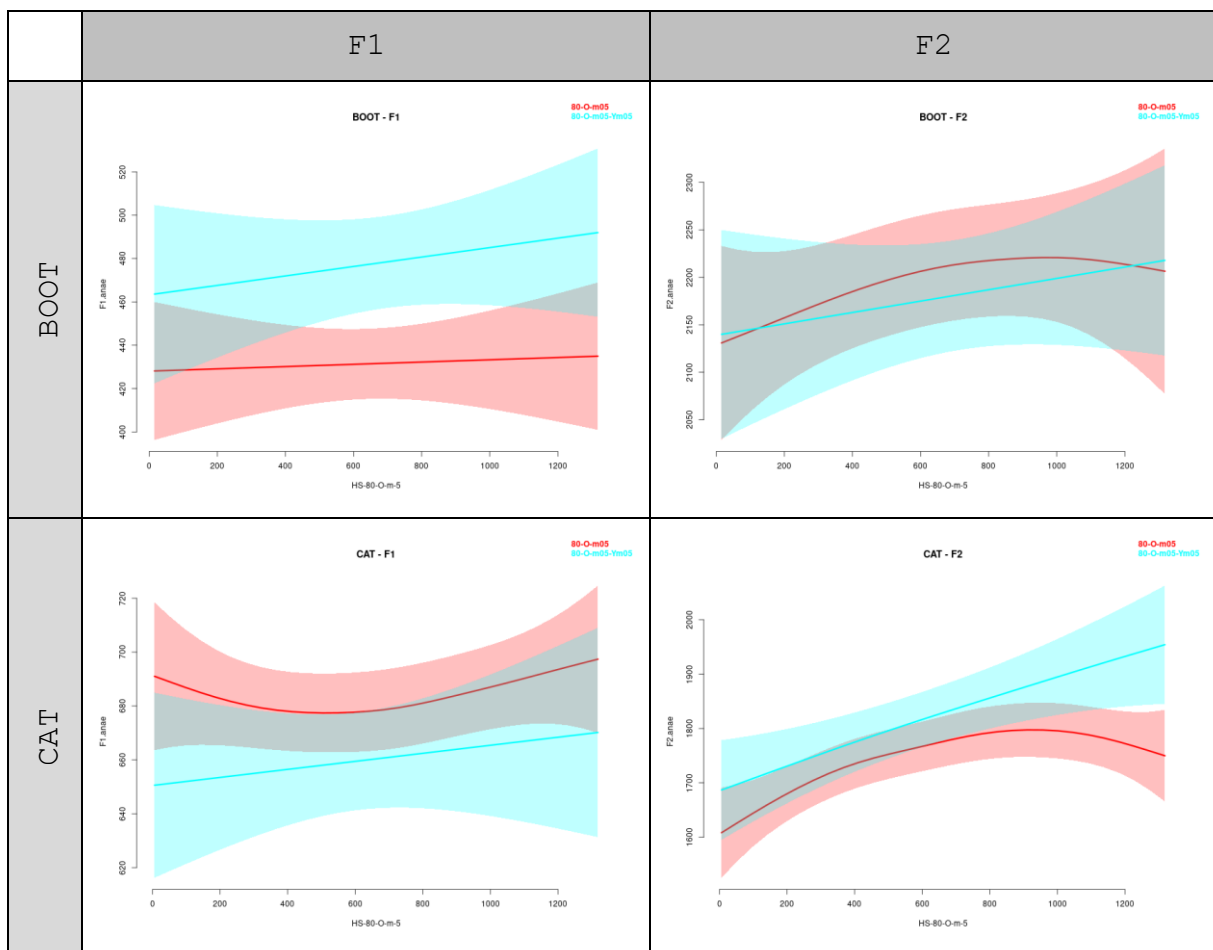 F1
F2
BOOT
BOOT - F1
80-O-m05
80-O-m05-Ym05
F1.anae
520
500
480
460
440
420
400
0 200 400 600 800 1000 1200
HS-80-O-m-5
BOOT - F2
80-O-m05
80-O-m05-Ym05
F2.anae
2300
2250
2200
2150
2100
2050
0 200 400 600 800 1000 1200
HS-80-O-m-5
CAT
CAT - F1
80-O-m05
80-O-m05-Ym05
F1.anae
720
700
680
660
640
620
0 200 400 600 800 1000 1200
HS-80-O-m-5
CAT - F2
80-O-m05
80-O-m05-Ym05
F2.anae
2000
1900
1800
1700
1600
0 200 400 600 800 1000 1200
HS-80-O-m-5